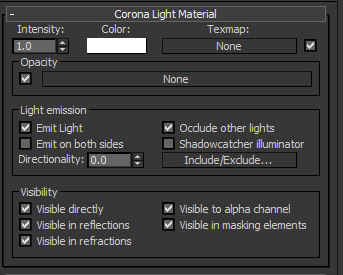 - Corona Light Material
Intensity: Color: Texmap:
1.0 None
Opacity
None
Light emission
Emit Light Occlude other lights
Emit on both sides Shadowcatcher illuminator
Directionality: 0.0 Include/Exclude...
Visibility
Visible directly Visible to alpha channel
Visible in reflections Visible in masking elements
Visible in refractions